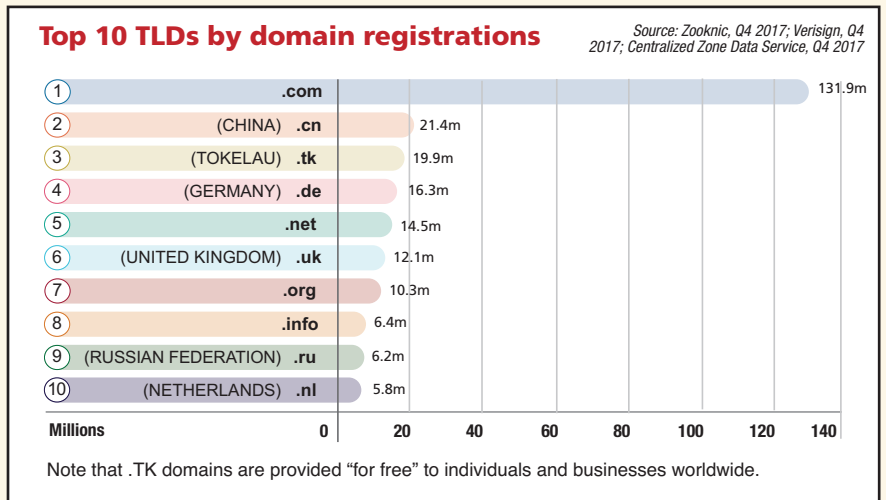 Top 10 TLDs by domain registrations
Source: Zooknic, Q4 2017; Verisign, Q4
2017; Centralized Zone Data Service, Q4 2017
1 .com 131.9m
2 (CHINA) .cn 21.4m
3 (TOKELAU) .tk 19.9m
4 (GERMANY) .de 16.3m
5 .net 14.5m
6 (UNITED KINGDOM) .uk 12.1m
7 .org 10.3m
8 .info 6.4m
9 (RUSSIAN FEDERATION) .ru 6.2m
10 (NETHERLANDS) .nl 5.8m
Millions 0 20 40 60 80 100 120 140
Note that .TK domains are provided “for free” to individuals and businesses worldwide.